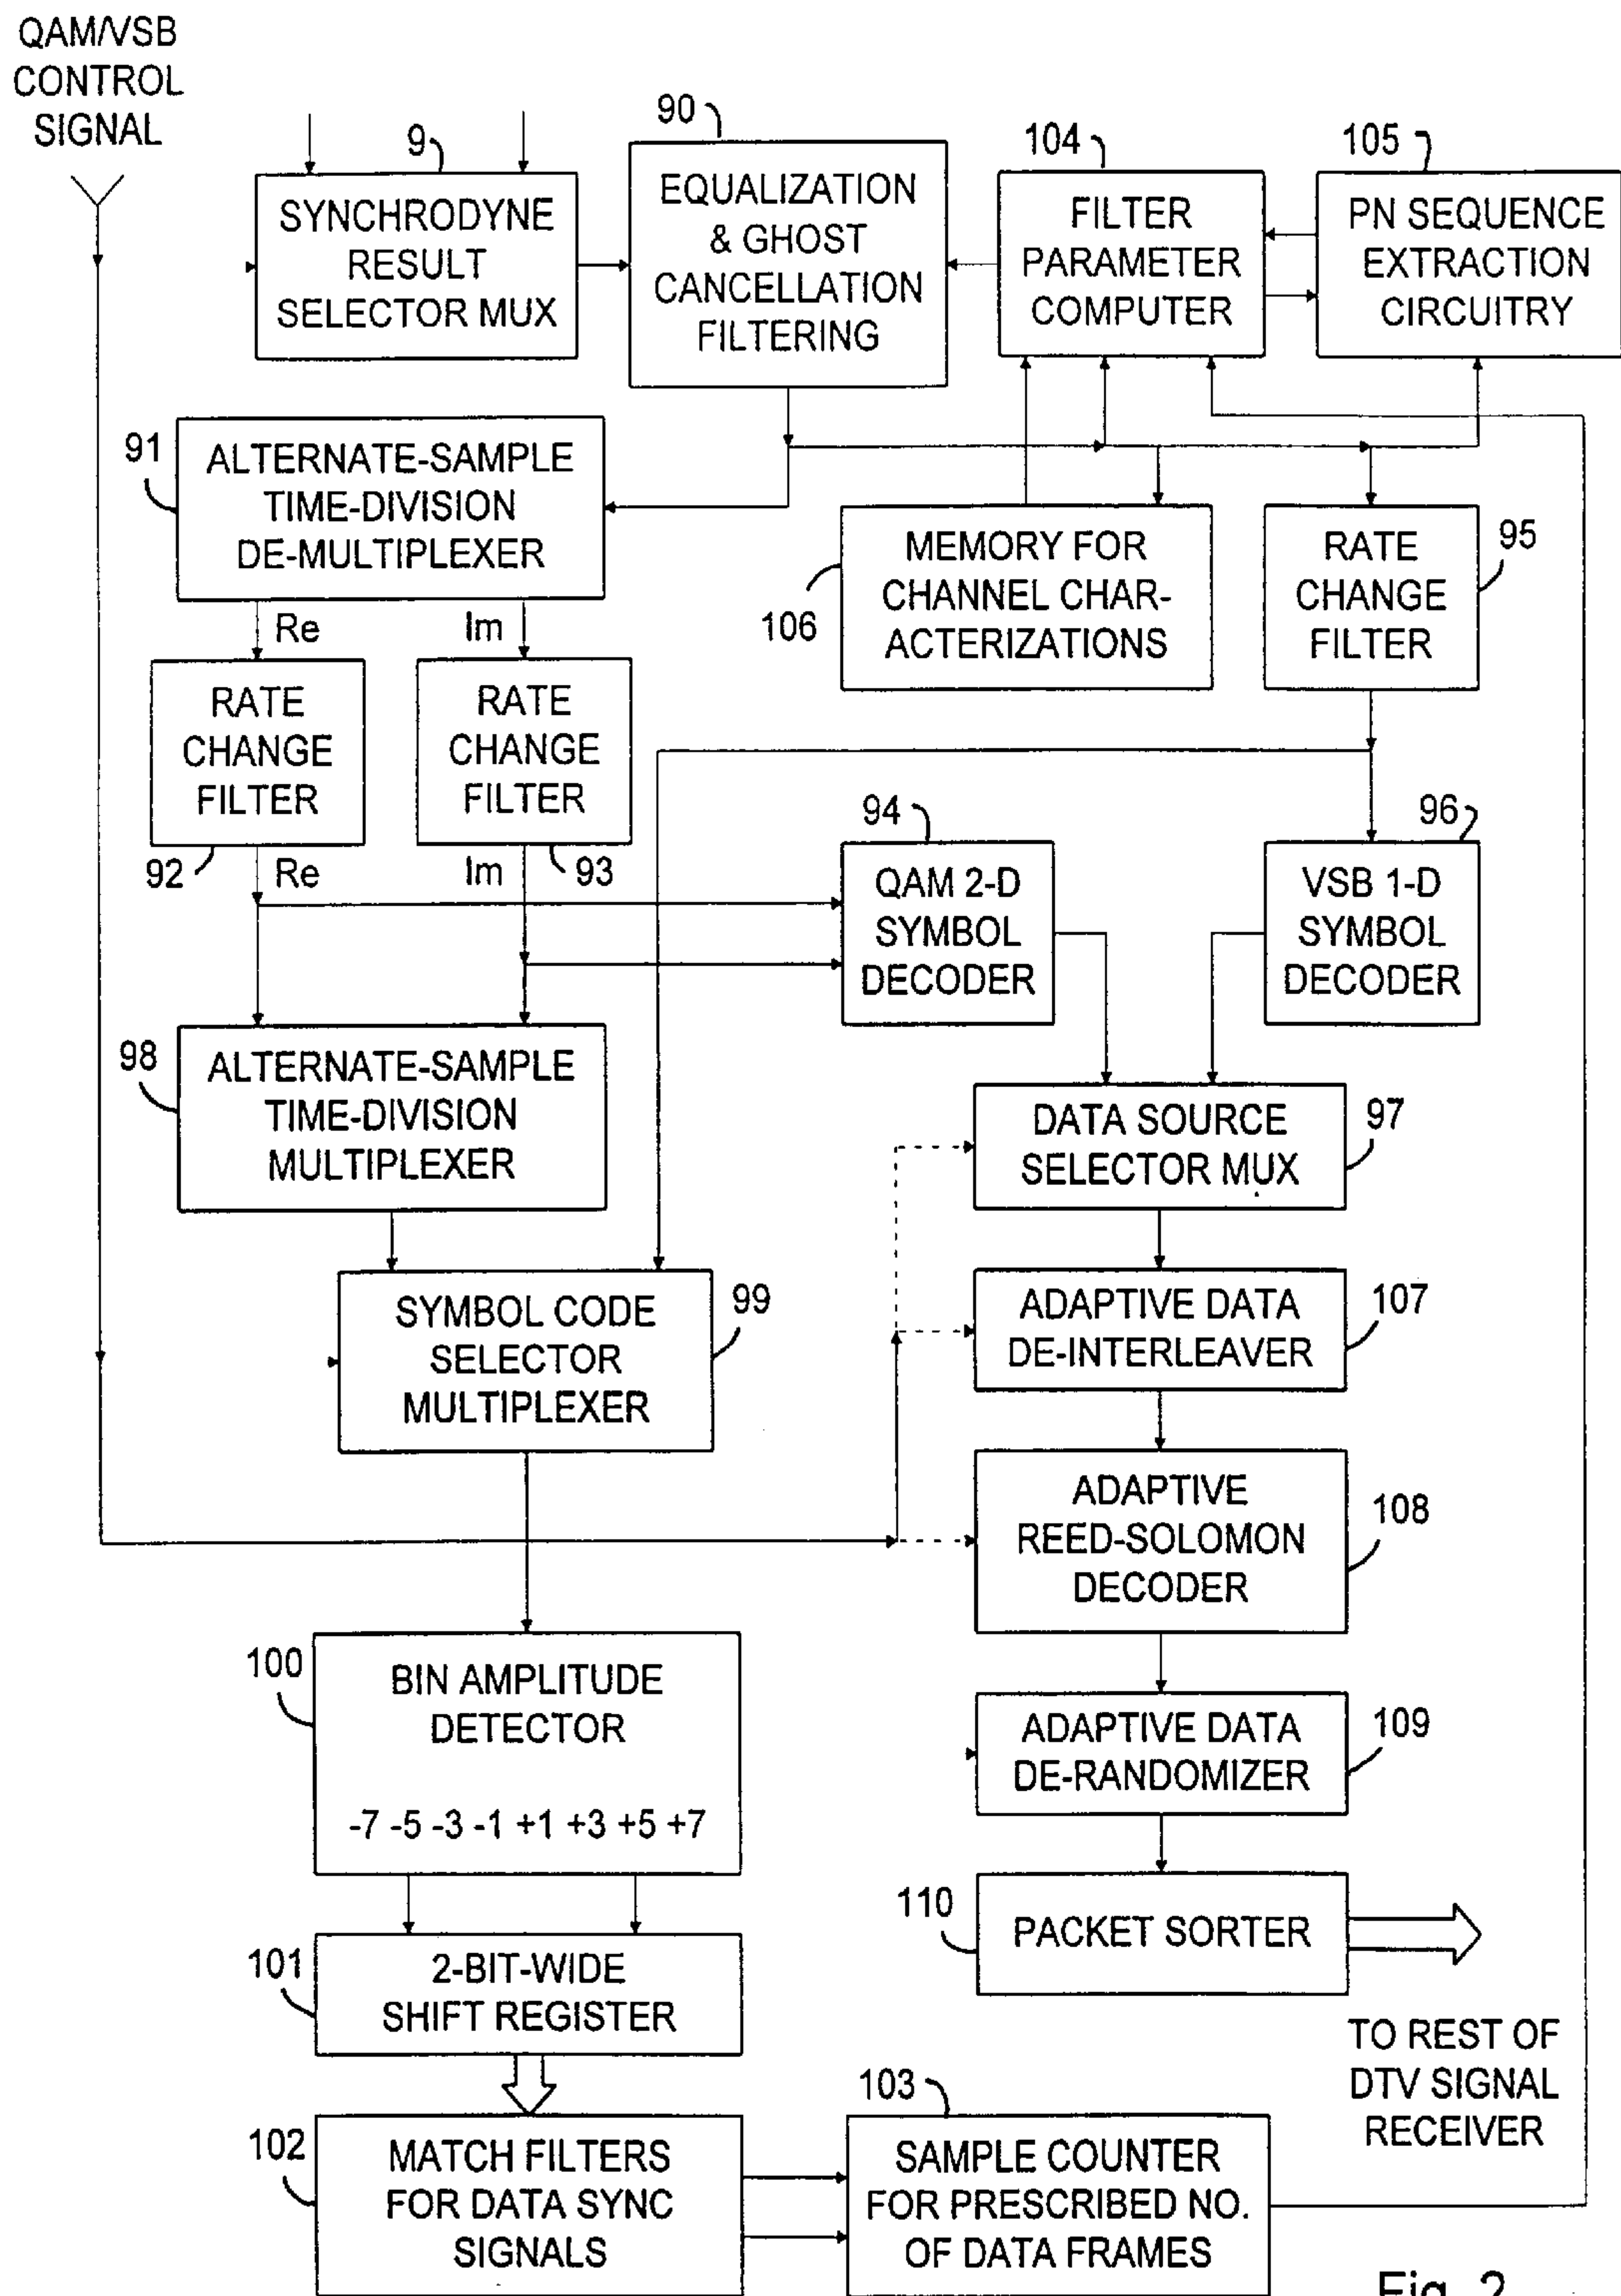 QAM/VSB
CONTROL
SIGNAL
9
SYNCHRODYNE
RESULT
SELECTOR MUX
90
EQUALIZATION
& GHOST
CANCELLATION
FILTERING
104
FILTER
PARAMETER
COMPUTER
105
PN SEQUENCE
EXTRACTION
CIRCUITRY
91
ALTERNATE-SAMPLE
TIME-DIVISION
DE-MULTIPLEXER
Re
Im
106
MEMORY FOR
CHANNEL CHAR-
ACTERIZATIONS
95
RATE
CHANGE
FILTER
RATE
CHANGE
FILTER
92
RATE
CHANGE
FILTER
93
Re
Im
94
QAM 2-D
SYMBOL
DECODER
96
VSB 1-D
SYMBOL
DECODER
98
ALTERNATE-SAMPLE
TIME-DIVISION
MULTIPLEXER
97
DATA SOURCE
SELECTOR MUX
99
SYMBOL CODE
SELECTOR
MULTIPLEXER
107
ADAPTIVE DATA
DE-INTERLEAVER
108
ADAPTIVE
REED-SOLOMON
DECODER
100
BIN AMPLITUDE
DETECTOR
-7 -5 -3 -1 +1 +3 +5 +7
109
ADAPTIVE DATA
DE-RANDOMIZER
110
PACKET SORTER
101
2-BIT-WIDE
SHIFT REGISTER
TO REST OF
DTV SIGNAL
RECEIVER
102
MATCH FILTERS
FOR DATA SYNC
SIGNALS
103
SAMPLE COUNTER
FOR PRESCRIBED NO.
OF DATA FRAMES
Fig. 2